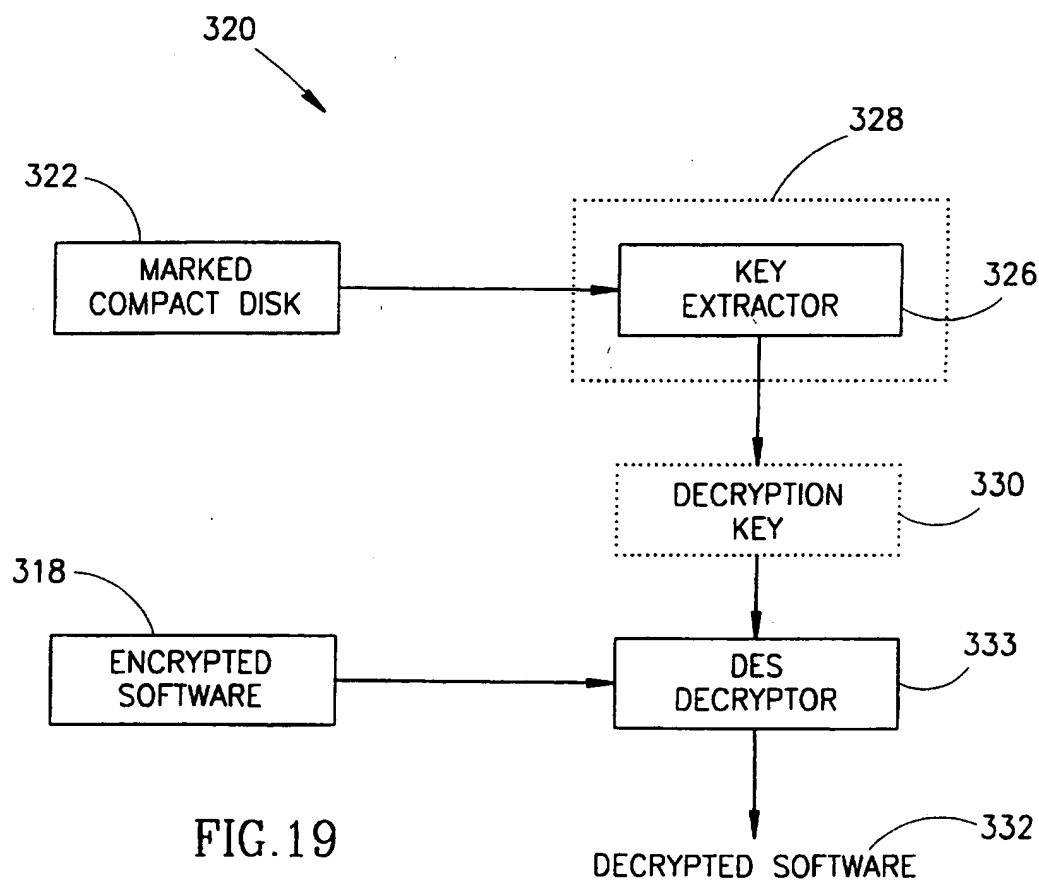 320
328
322
MARKED
COMPACT DISK
KEY
EXTRACTOR
326
DECRYPTION
KEY
330
318
ENCRYPTED
SOFTWARE
DES
DECRYPTOR
333
FIG.19
332
DECRYPTED SOFTWARE